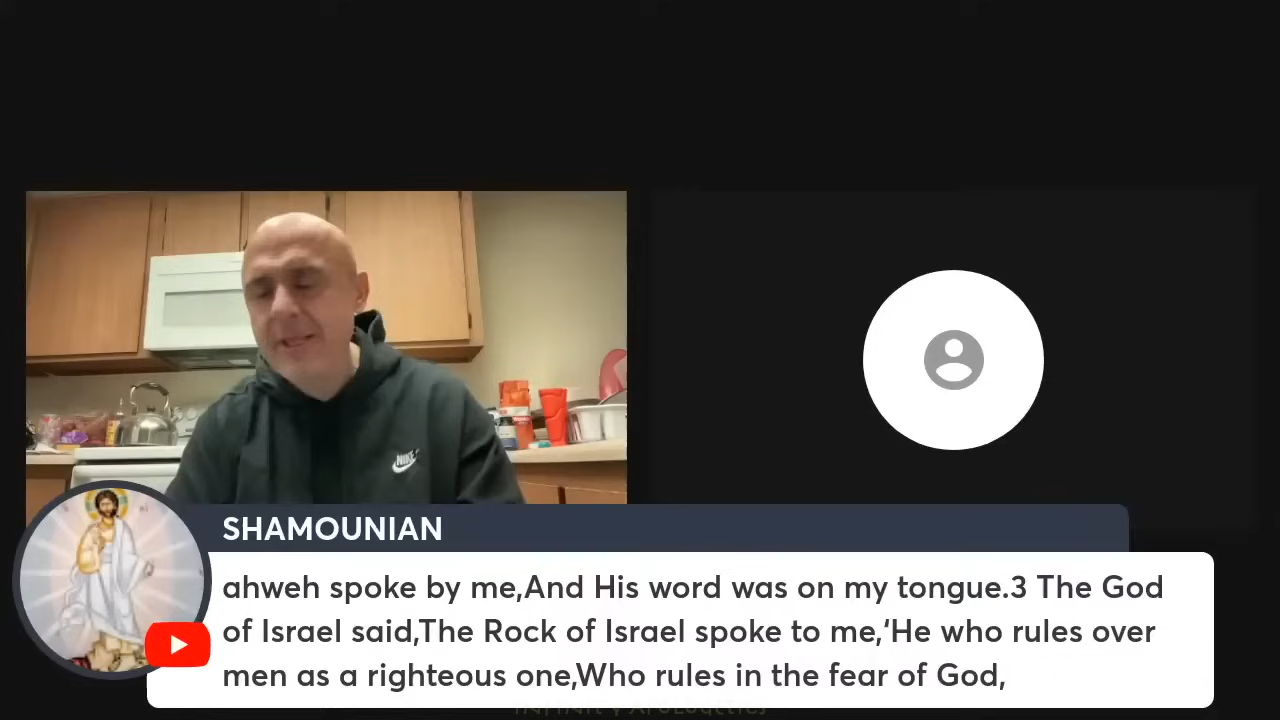 NIKE
SHAMOUNIAN
ahweh spoke by me,And His word was on my tongue.3 The God
of Israel said,The Rock of Israel spoke to me,‘He who rules over
men as a righteous one,Who rules in the fear of God,